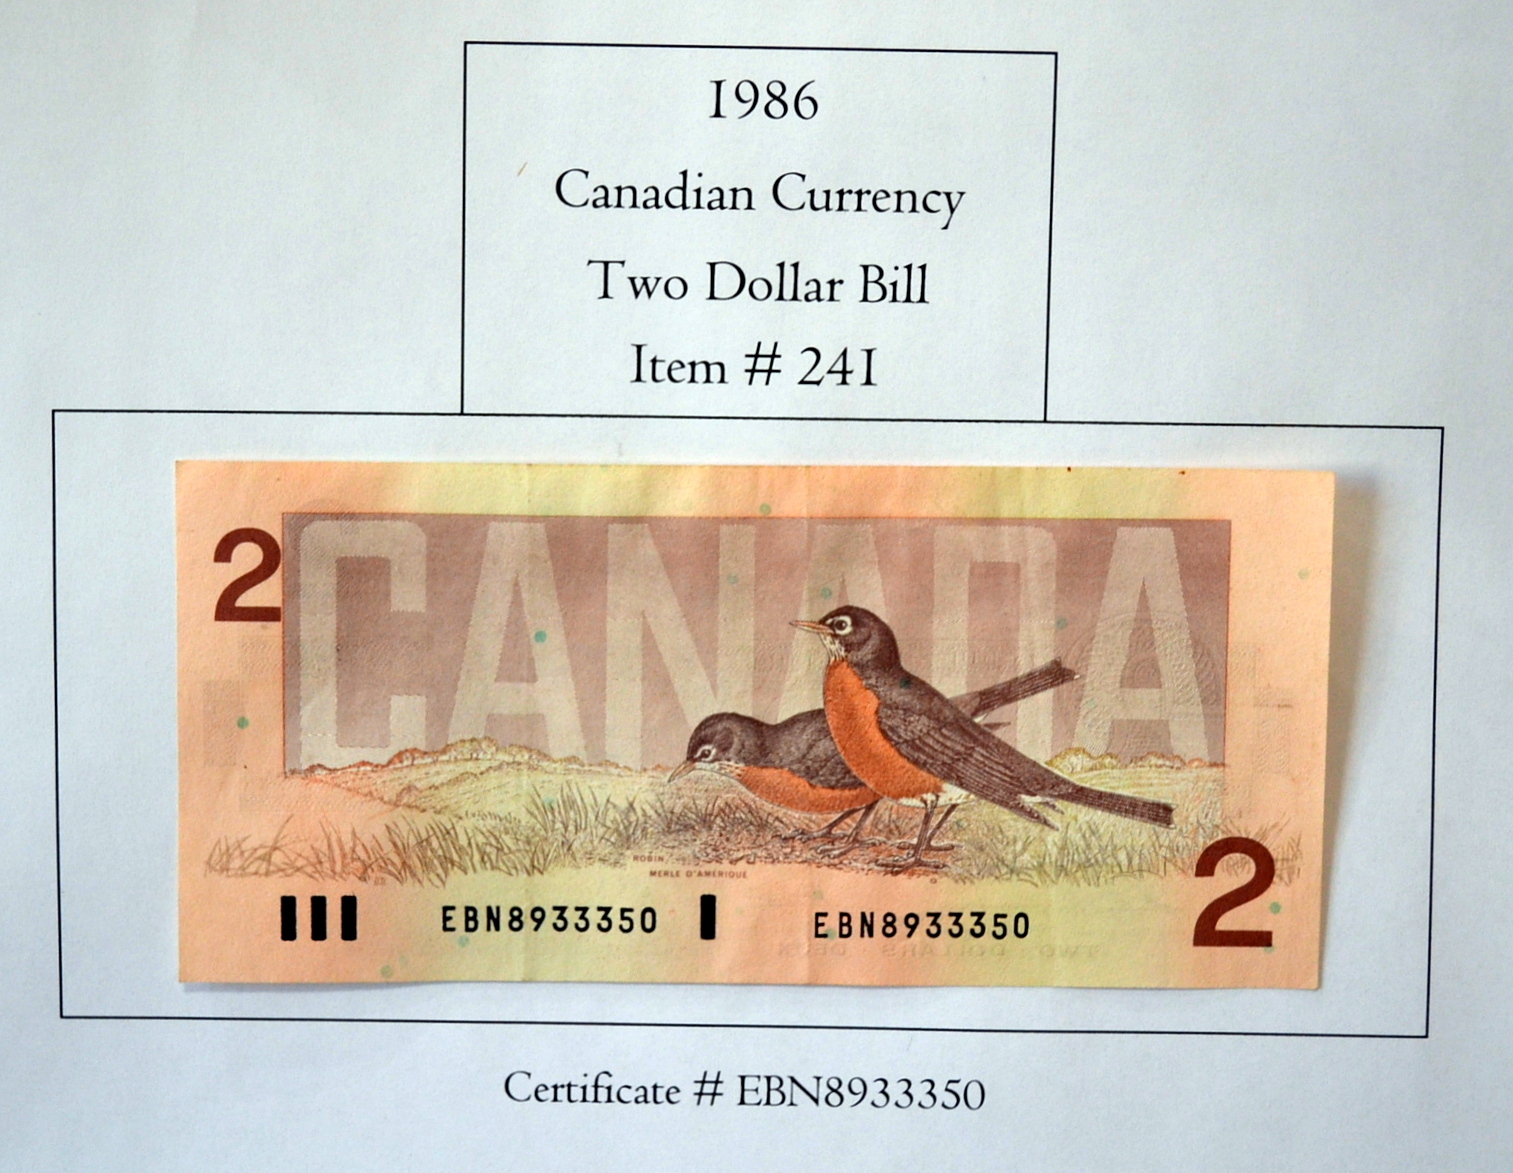 1986
Canadian Currency
Two Dollar Bill
Item # 241
2
CANADA
ROBIN
MERLE D'AMÉRIQUE
EBN8933350 EBN8933350
2
Certificate # EBN8933350